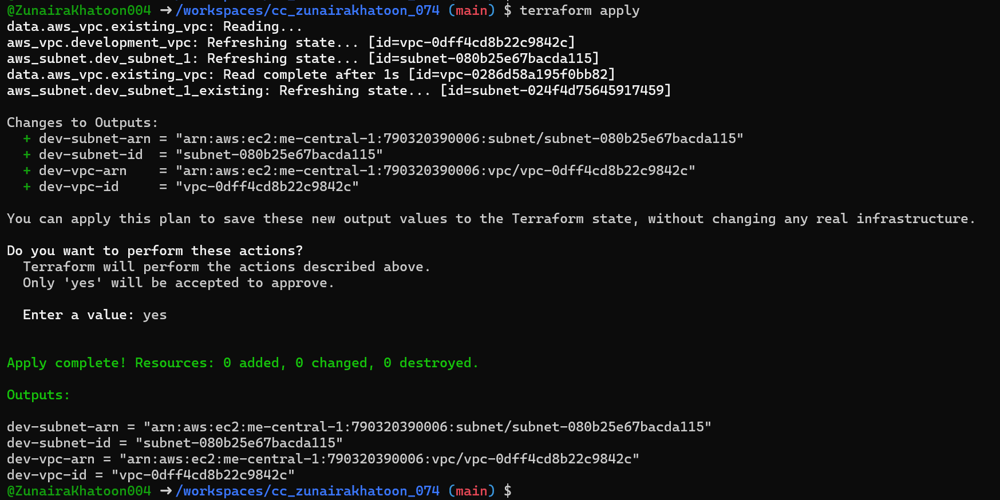 @ZunairaKhatoon004 ➜/workspaces/cc_zunairakhatoon_074 (main) $ terraform apply
data.aws_vpc.existing_vpc: Reading...
aws_vpc.development_vpc: Refreshing state... [id=vpc-0dff4cd8b22c9842c]
aws_subnet.dev_subnet_1: Refreshing state... [id=subnet-080b25e67bacda115]
data.aws_vpc.existing_vpc: Read complete after 1s [id=vpc-0286d58a195f0bb82]
aws_subnet.dev_subnet_1_existing: Refreshing state... [id=subnet-024f4d75645917459]

Changes to Outputs:
  + dev-subnet-arn = "arn:aws:ec2:me-central-1:790320390006:subnet/subnet-080b25e67bacda115"
  + dev-subnet-id  = "subnet-080b25e67bacda115"
  + dev-vpc-arn    = "arn:aws:ec2:me-central-1:790320390006:vpc/vpc-0dff4cd8b22c9842c"
  + dev-vpc-id     = "vpc-0dff4cd8b22c9842c"

You can apply this plan to save these new output values to the Terraform state, without changing any real infrastructure.

Do you want to perform these actions?
  Terraform will perform the actions described above.
  Only 'yes' will be accepted to approve.

  Enter a value: yes

Apply complete! Resources: 0 added, 0 changed, 0 destroyed.

Outputs:

dev-subnet-arn = "arn:aws:ec2:me-central-1:790320390006:subnet/subnet-080b25e67bacda115"
dev-subnet-id = "subnet-080b25e67bacda115"
dev-vpc-arn = "arn:aws:ec2:me-central-1:790320390006:vpc/vpc-0dff4cd8b22c9842c"
dev-vpc-id = "vpc-0dff4cd8b22c9842c"
@ZunairaKhatoon004 ➜/workspaces/cc_zunairakhatoon_074 (main) $